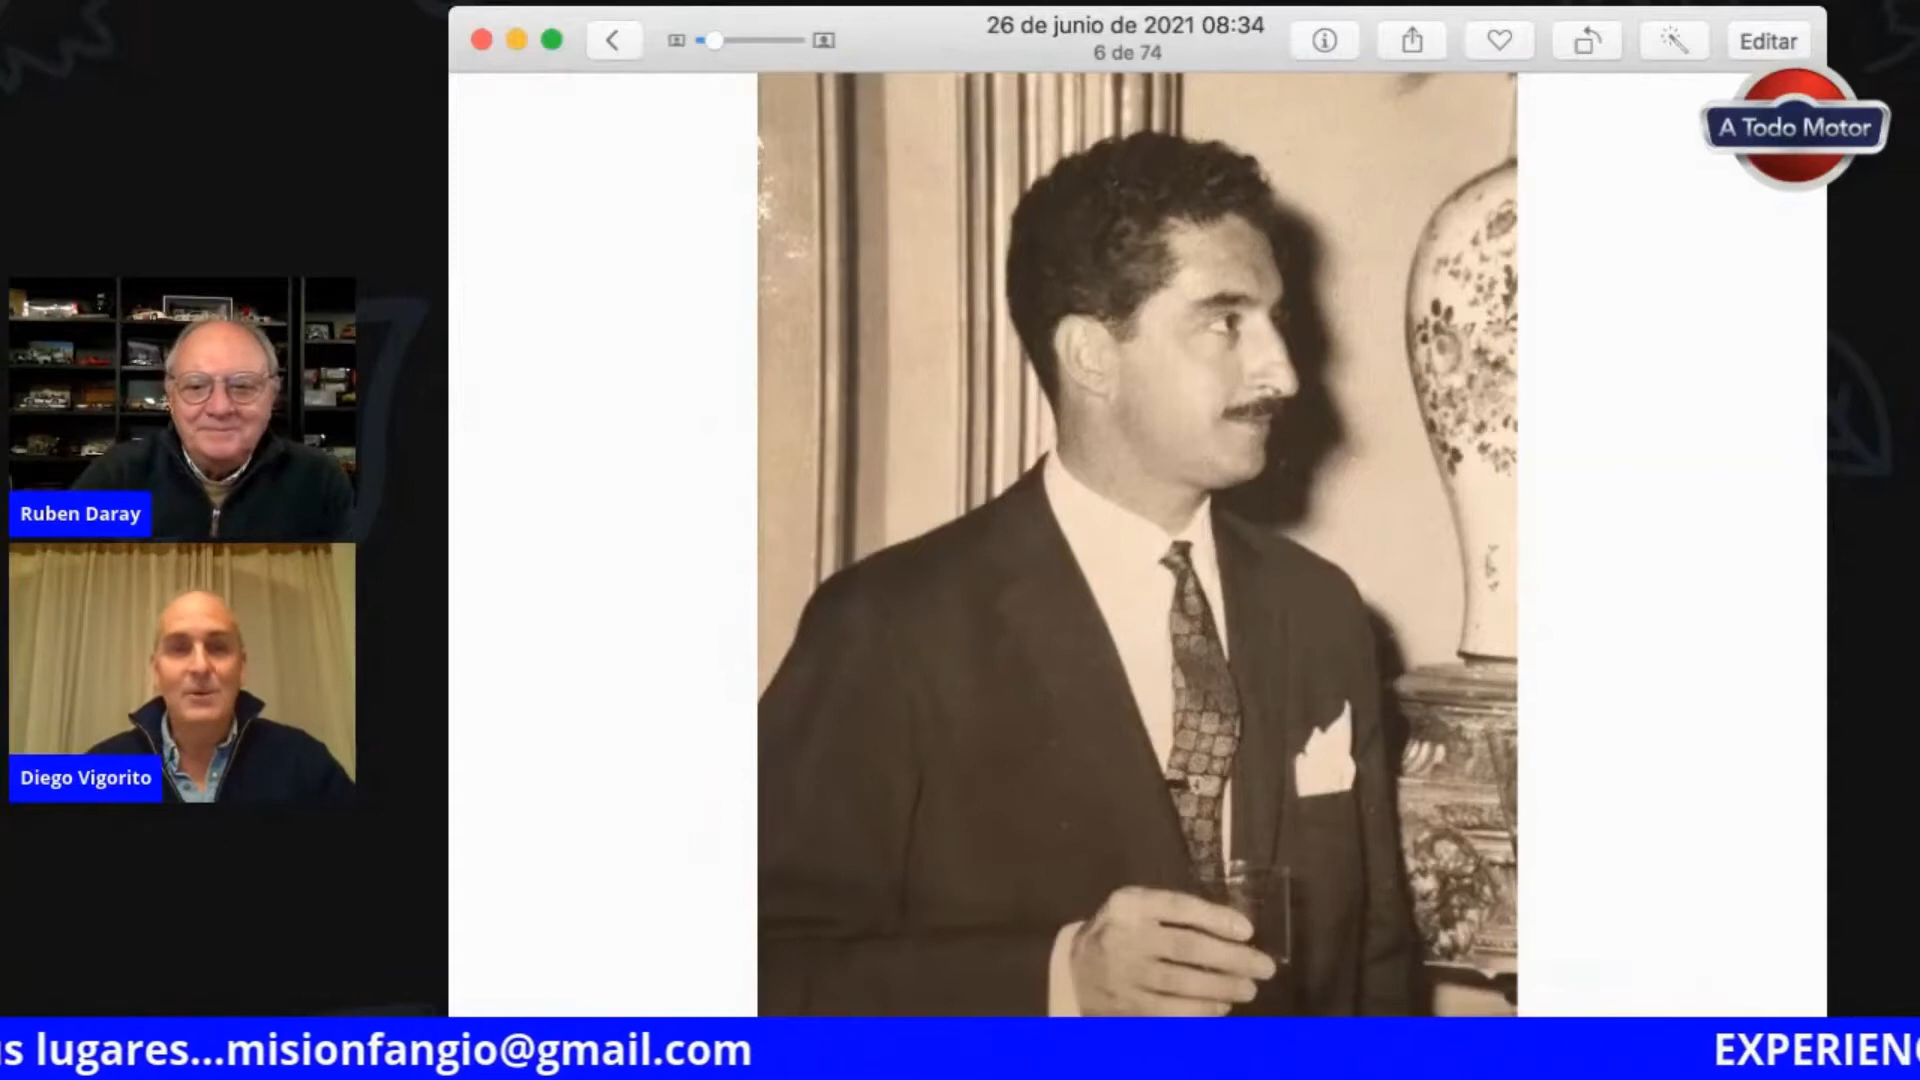 26 de junio de 2021 08:34
6 de 74
Editar
A Todo Motor
Ruben Daray
Diego Vigorito
s lugares...misionfangio@gmail.com
EXPERIEN